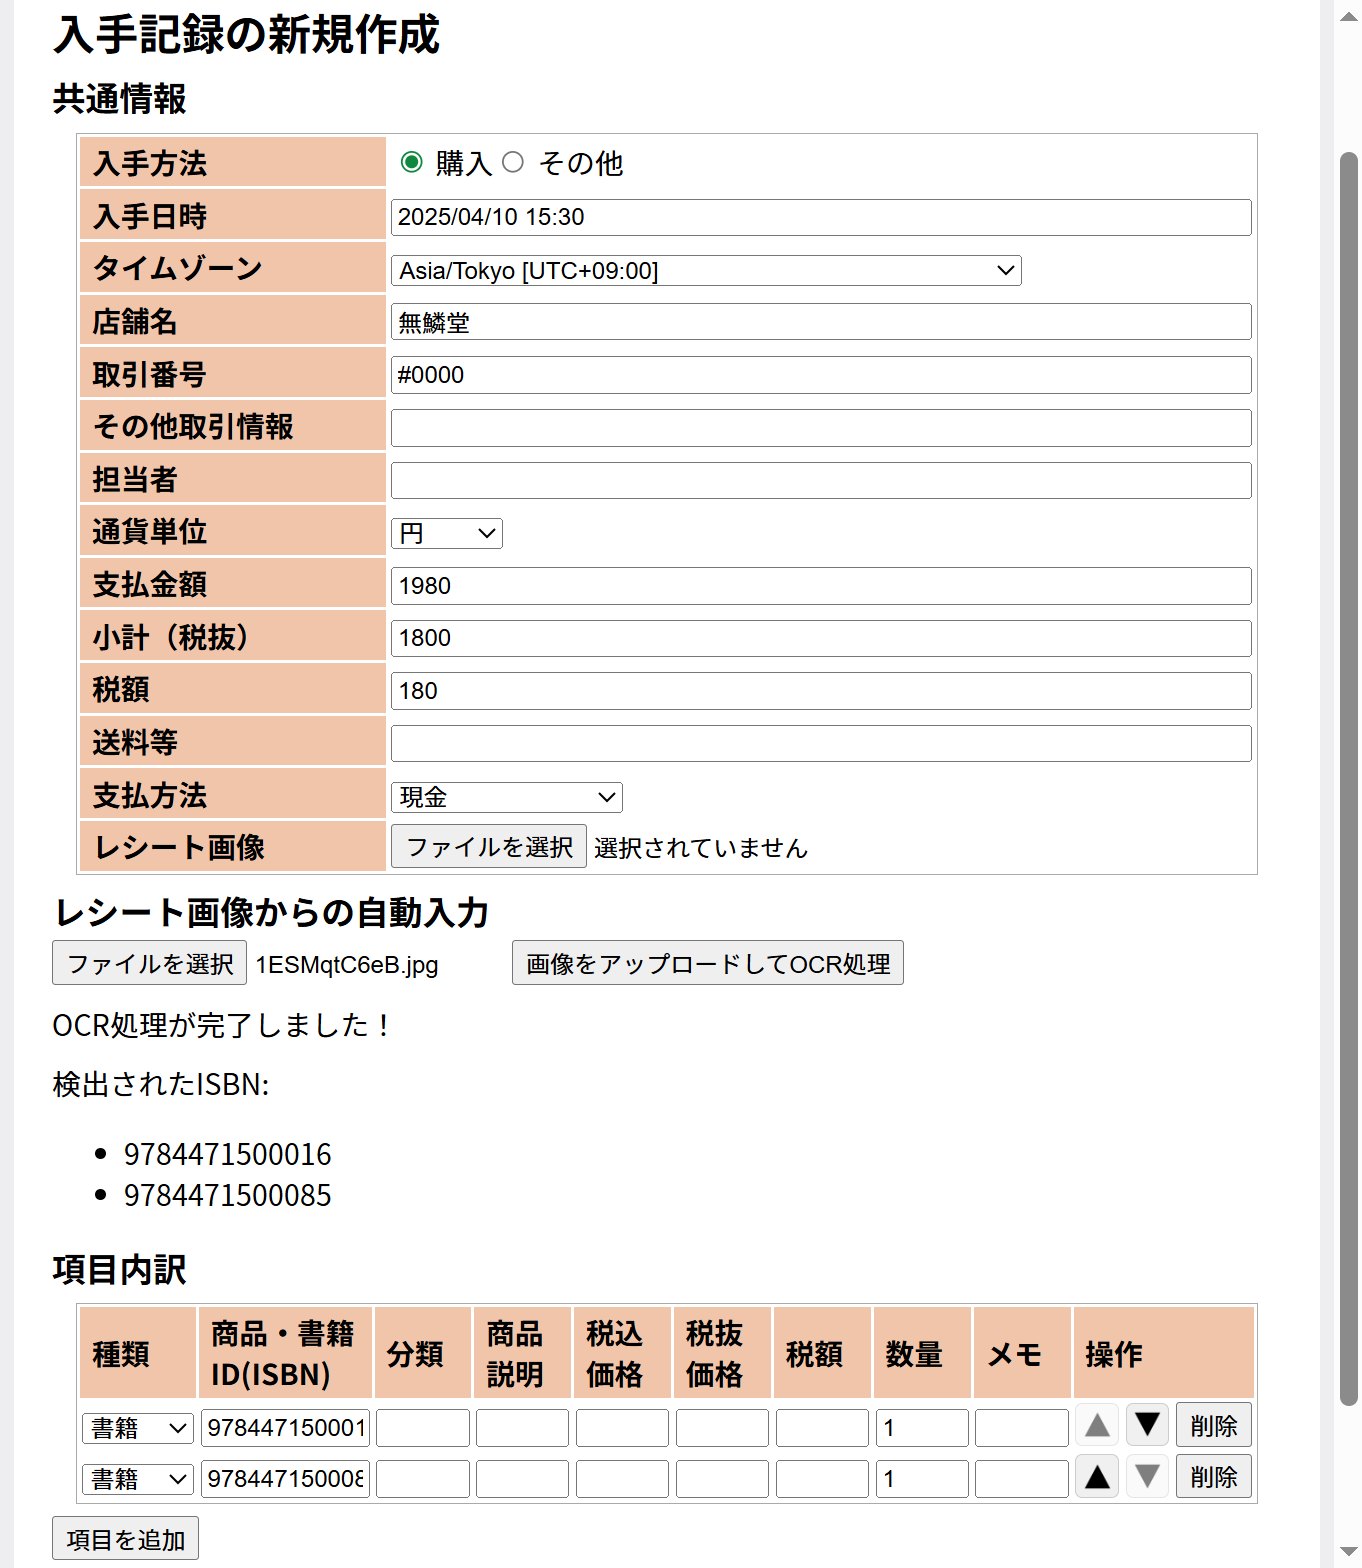 入手記録の新規作成
共通情報
入手方法 購入 その他
入手日時 2025/04/10 15:30
タイムゾーン Asia/Tokyo [UTC+09:00]
店舗名 無鱗堂
取引番号 #0000
その他取引情報
担当者
通貨単位 円
支払金額 1980
小計（税抜） 1800
税額 180
送料等
支払方法 現金
レシート画像 ファイルを選択 選択されていません
レシート画像からの自動入力
ファイルを選択 1ESMqtC6eB.jpg 画像をアップロードしてOCR処理
OCR処理が完了しました！
検出されたISBN:
• 9784471500016
• 9784471500085
項目内訳
種類 商品・書籍ID(ISBN) 分類 商品説明 税込価格 税抜価格 税額 数量 メモ 操作
書籍 978447150001 1 ▲ ▼ 削除
書籍 978447150008 1 ▲ ▼ 削除
項目を追加